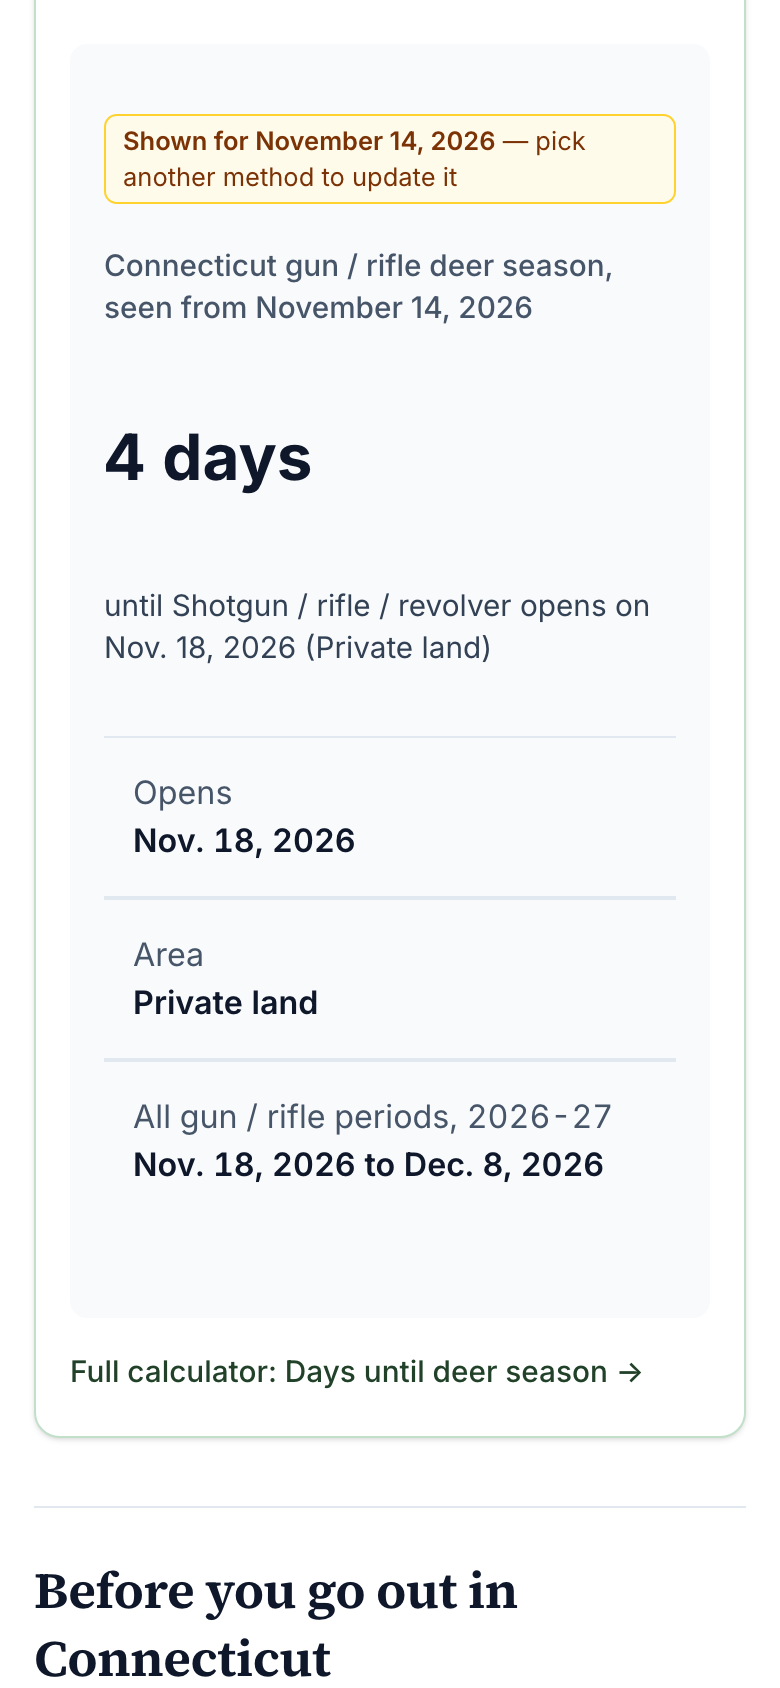 Shown for November 14, 2026 — pick
another method to update it
Connecticut gun / rifle deer season,
seen from November 14, 2026
4 days
until Shotgun / rifle / revolver opens on
Nov. 18, 2026 (Private land)
Opens
Nov. 18, 2026
Area
Private land
All gun / rifle periods, 2026-27
Nov. 18, 2026 to Dec. 8, 2026
Full calculator: Days until deer season →
Before you go out in
Connecticut